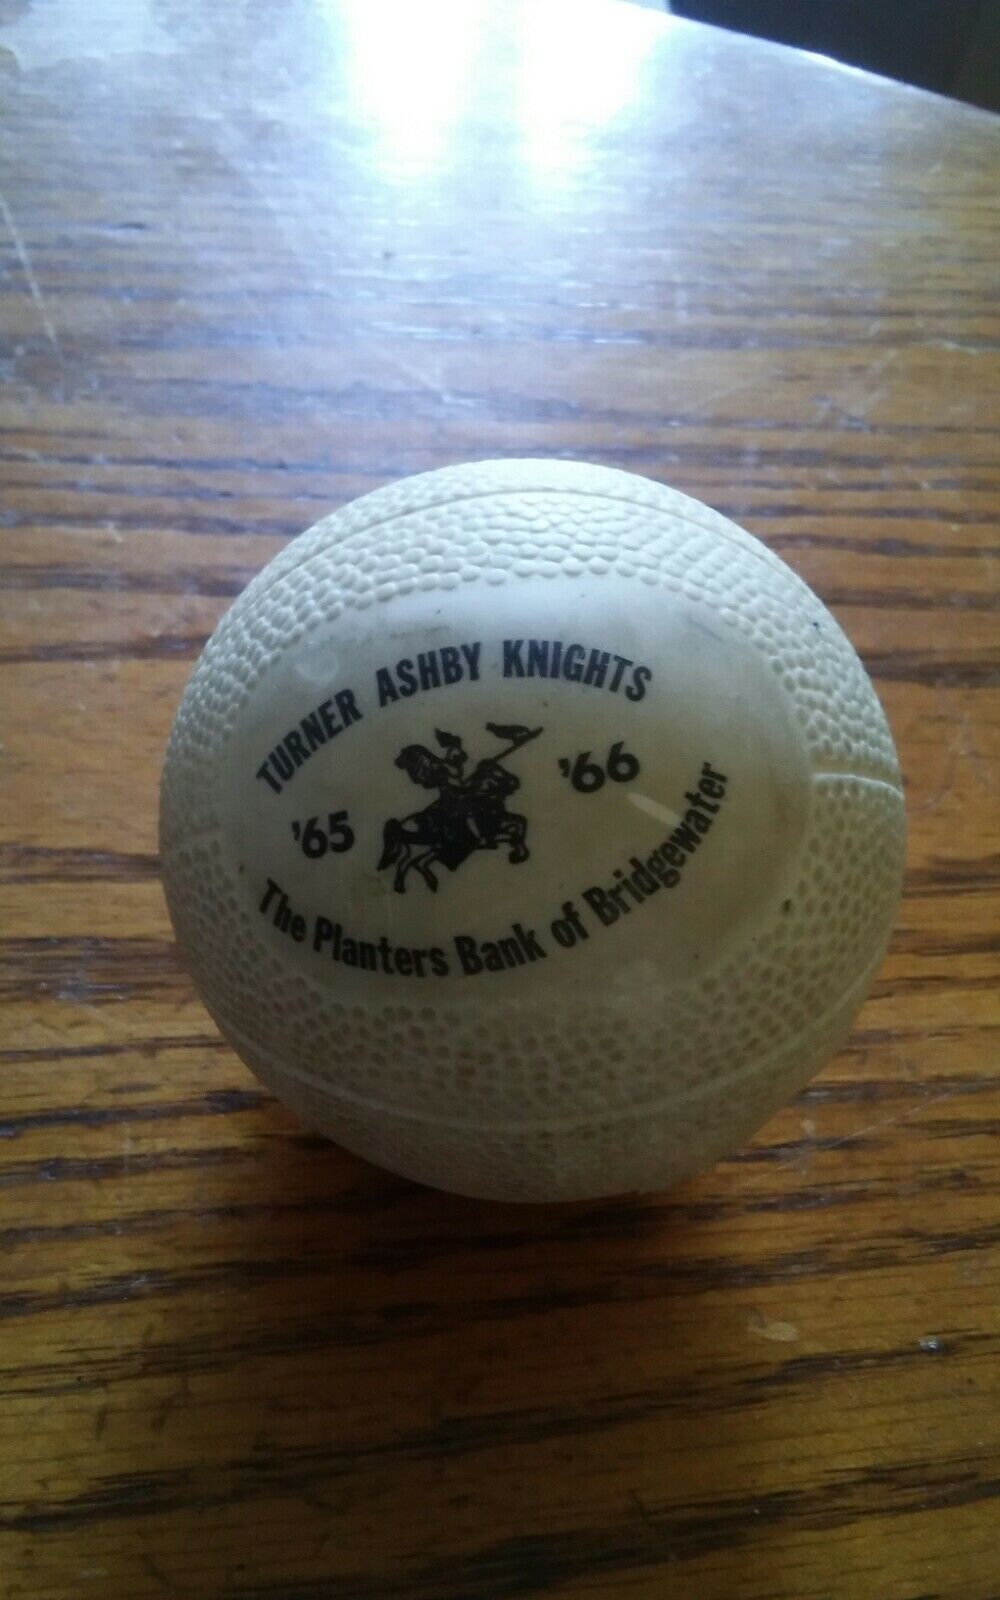 TURNER ASHBY KNIGHTS
'65 '66
The Planters Bank of Bridgewater